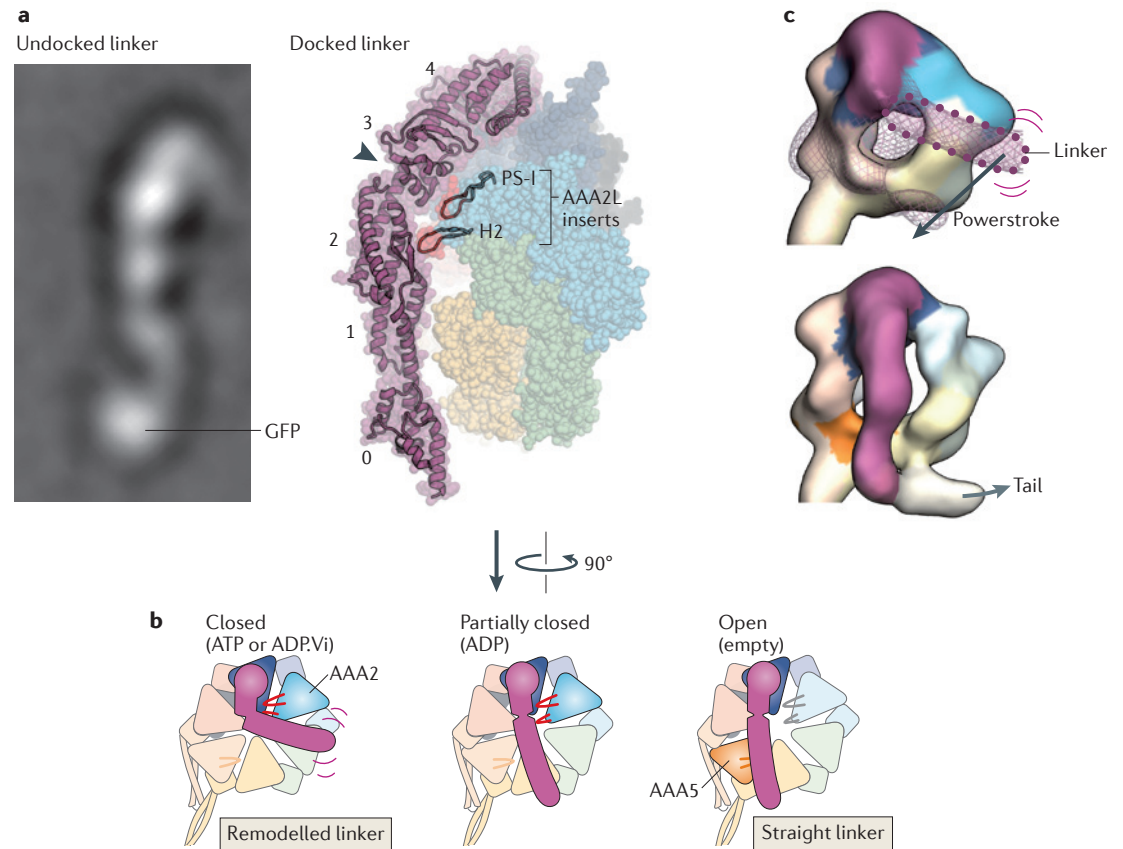 a
Undocked linker
GFP
Docked linker
4
3
2
1
0
PS-I
H2
AAA2L
inserts
c
Linker
Powerstroke
Tail
90°
b
Closed
(ATP or ADP.Vi)
AAA2
Remodelled linker
Partially closed
(ADP)
Open
(empty)
AAA5
Straight linker